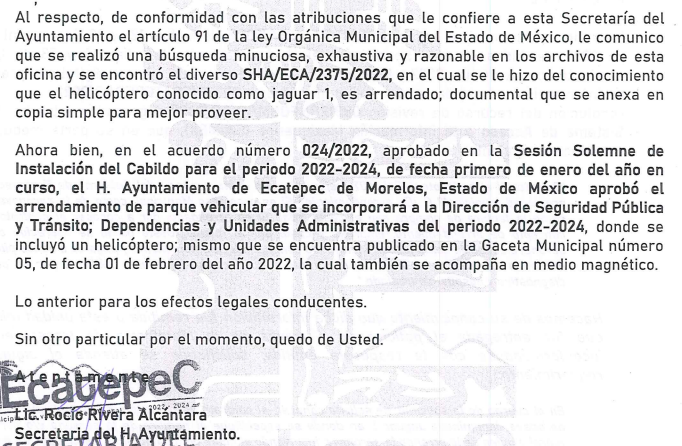 Al respecto, de conformidad con las atribuciones que le confiere a esta Secretaría del
Ayuntamiento el artículo 91 de la ley Orgánica Municipal del Estado de México, le comunico
que se realizó una búsqueda minuciosa, exhaustiva y razonable en los archivos de esta
oficina y se encontró el diverso SHA/ECA/2375/2022, en el cual se le hizo del conocimiento
que el helicóptero conocido como jaguar 1, es arrendado; documental que se anexa en
copia simple para mejor proveer.
Ahora bien, en el acuerdo número 024/2022, aprobado en la Sesión Solemne de
Instalación del Cabildo para el periodo 2022-2024, de fecha primero de enero del año en
curso, el H. Ayuntamiento de Ecatepec de Morelos, Estado de México aprobó el
arrendamiento de parque vehicular que se incorporará a la Dirección de Seguridad Pública
y Tránsito; Dependencias y Unidades Administrativas del periodo 2022-2024, donde se
incluyó un helicóptero; mismo que se encuentra publicado en la Gaceta Municipal número
05, de fecha 01 de febrero del año 2022, la cual también se acompaña en medio magnético.
Lo anterior para los efectos legales conducentes.
Sin otro particular por el momento, quedo de Usted.
Atentamente
Ecatepec
2022 - 2024
Lic. Rocío Rivera Alcántara
Secretaria del H. Ayuntamiento.